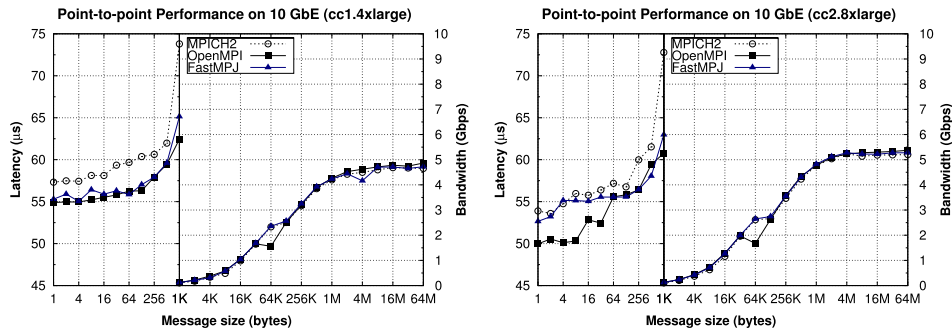 Point-to-point Performance on 10 GbE (cc1.4xlarge)
75
70
65
60
55
50
45
Latency (µs)
MPICH2
OpenMPI
FastMPJ
10
9
8
7
6
5
4
3
2
1
0
Bandwidth (Gbps)
1 4 16 64 256 1K 4K 16K 64K 256K 1M 4M 16M 64M
Message size (bytes)
Point-to-point Performance on 10 GbE (cc2.8xlarge)
75
70
65
60
55
50
45
Latency (µs)
MPICH2
OpenMPI
FastMPJ
10
9
8
7
6
5
4
3
2
1
0
Bandwidth (Gbps)
1 4 16 64 256 1K 4K 16K 64K 256K 1M 4M 16M 64M
Message size (bytes)